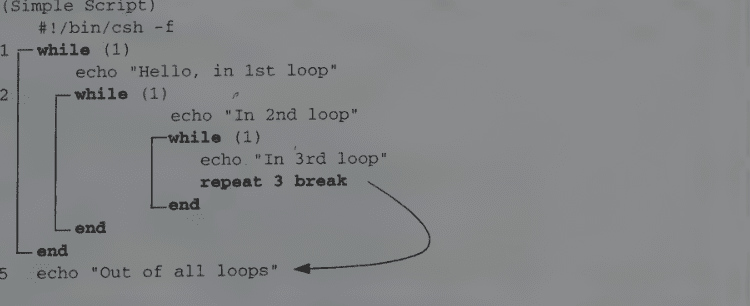 (Simple Script)
#!/bin/csh -f
1 while (1)
echo "Hello, in 1st loop"
2 while (1)
echo "In 2nd loop"
while (1)
echo "In 3rd loop"
repeat 3 break
end
end
end
5 echo "Out of all loops"